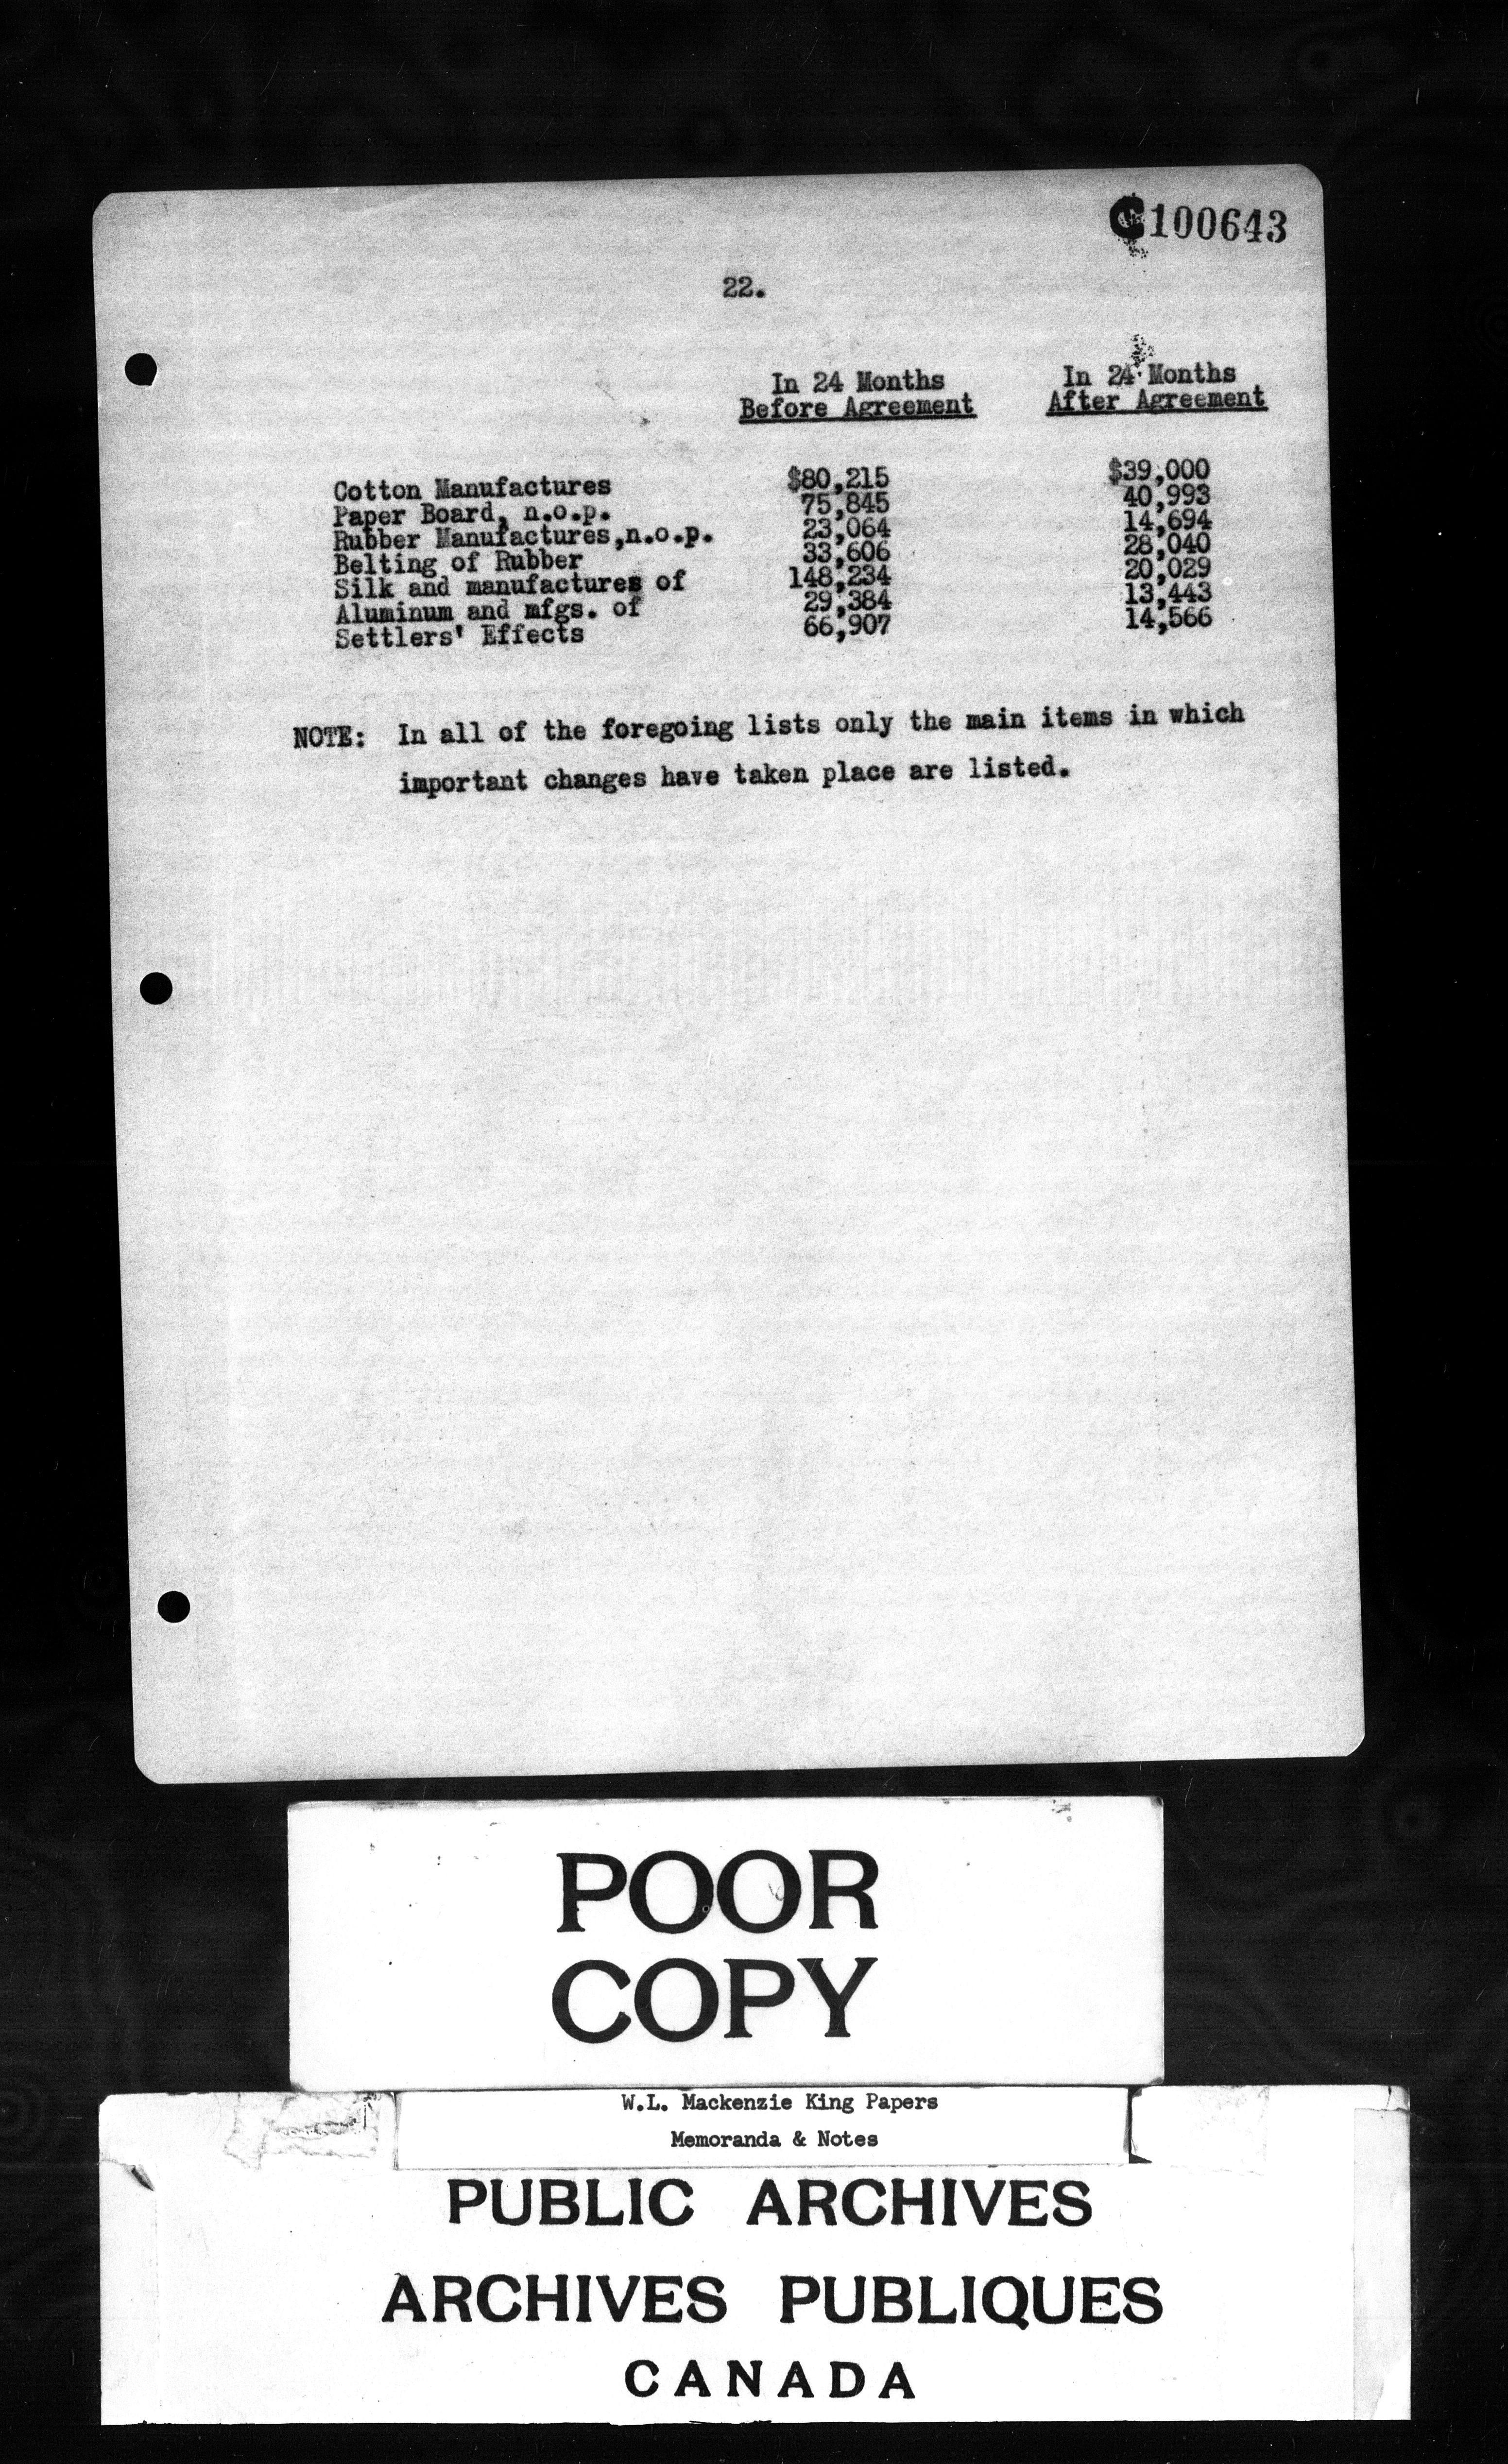 C100643
22.
In 24 Months In 24 Months
Before Agreement After Agreement
Cotton Manufactures $80,215 $39,000
Paper Board, n.o.p. 75,845 40,993
Rubber Manufactures,n.o.p. 23,064 14,694
Belting of Rubber 33,606 28,040
Silk and manufactures of 148,234 20,029
Aluminum and mfgs. of 29,384 13,443
Settlers' Effects 66,907 14,566
NOTE: In all of the foregoing lists only the main items in which
important changes have taken place are listed.
POOR
COPY
W.L. Mackenzie King Papers
Memoranda & Notes
PUBLIC ARCHIVES
ARCHIVES PUBLIQUES
CANADA